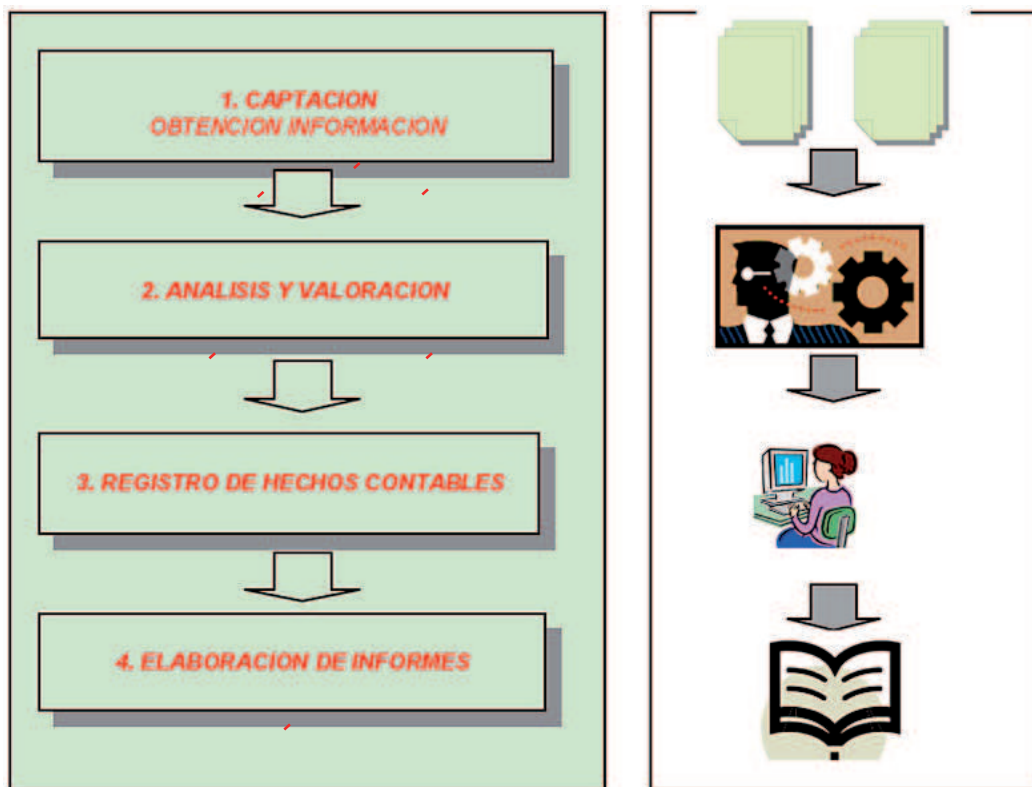 1. CAPTACION
OBTENCION INFORMACION
2. ANALISIS Y VALORACION
3. REGISTRO DE HECHOS CONTABLES
4. ELABORACION DE INFORMES